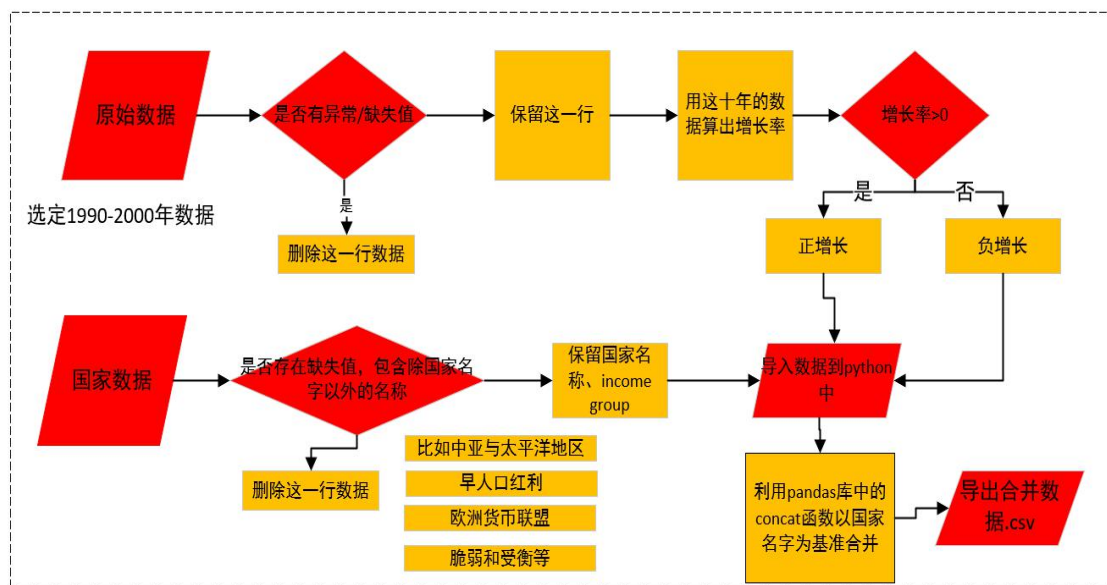 原始数据
是否有异常/缺失值
保留这一行
用这十年的数
据算出增长率
增长率>0
选定1990-2000年数据
是
删除这一行数据
是
否
正增长
负增长
国家数据
是否存在缺失值，包含除国家名
字以外的名称
保留国家名
称、income
group
导入数据到python
中
删除这一行数据
比如中亚与太平洋地区
早人口红利
欧洲货币联盟
脆弱和受衡等
利用pandas库中的
concat函数以国家
名字为基准合并
导出合并数
据.csv